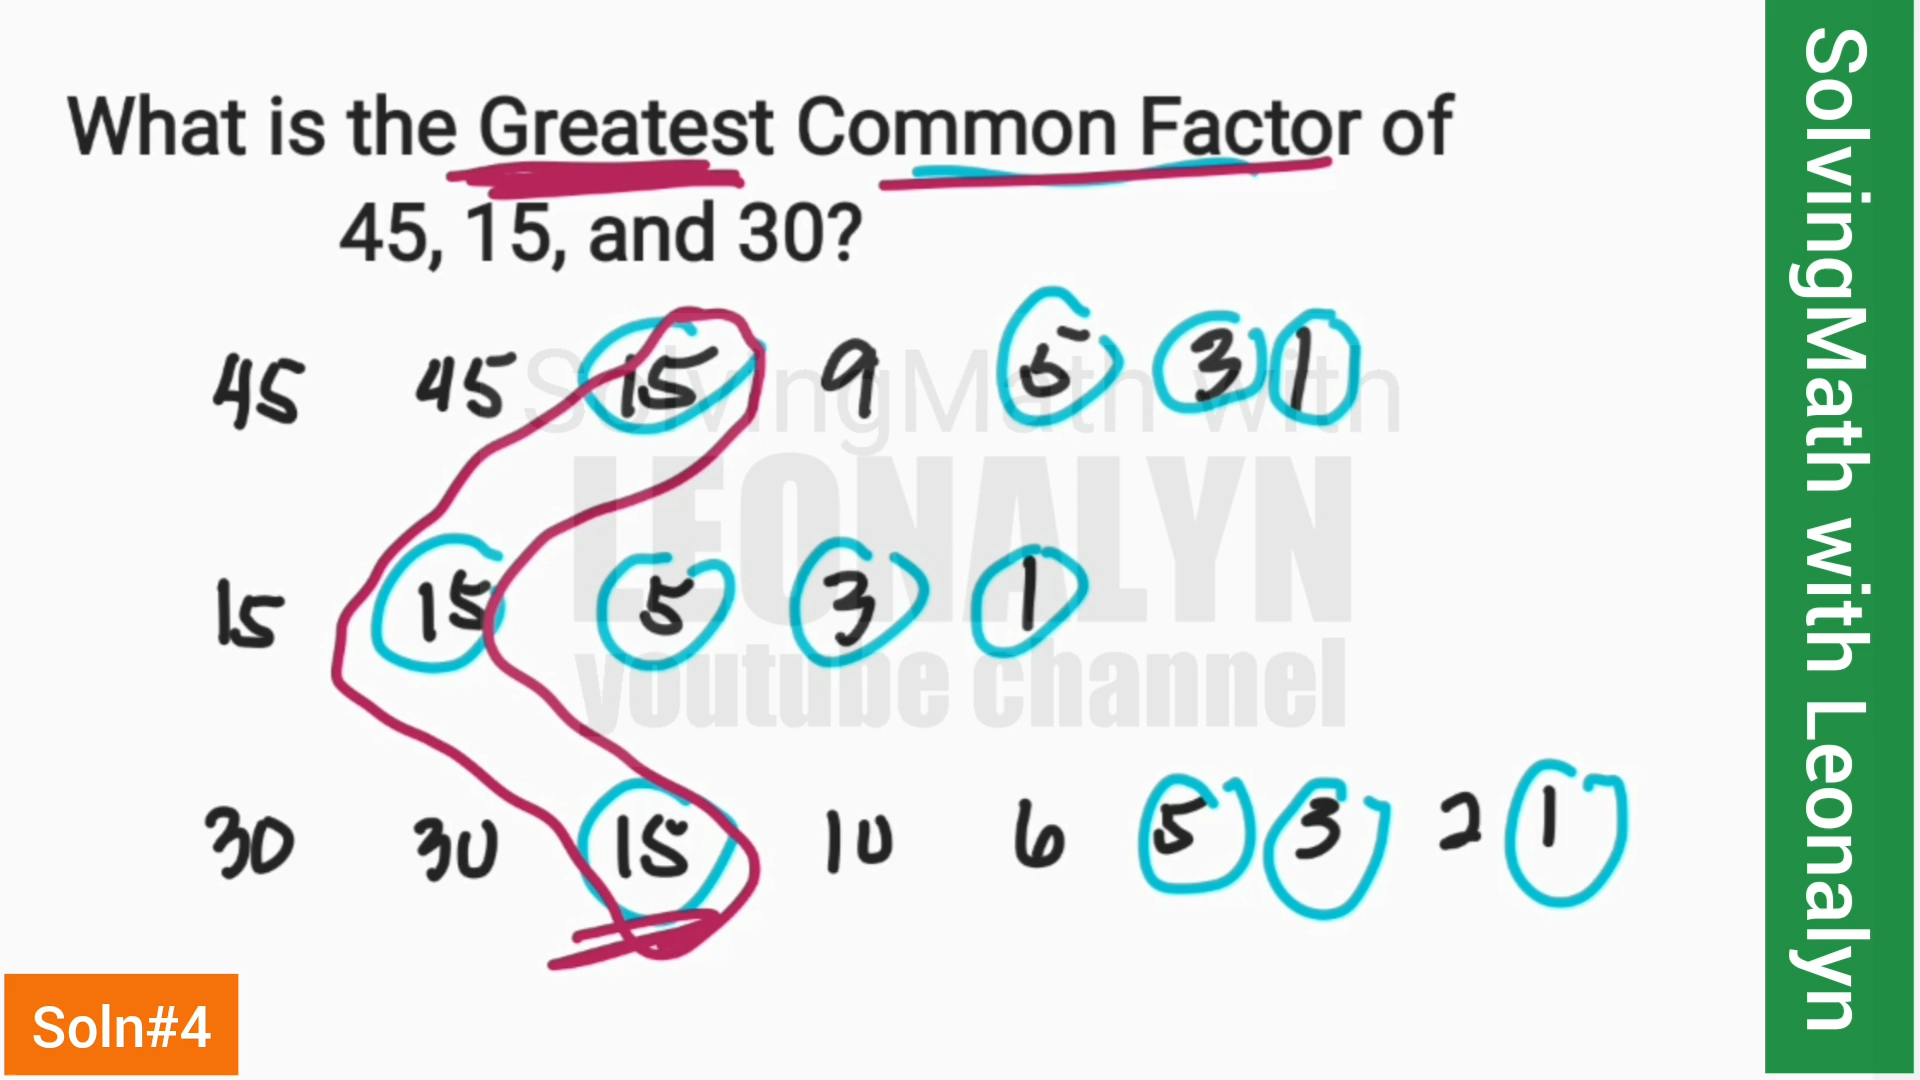 What is the Greatest Common Factor of
45, 15, and 30?
45 45 15 9 5 3 1
15 15 5 3 1
30 30 15 10 6 5 3 2 1
SolvingMath with
LEONALYN
youtube channel
Soln#4
SolvingMath with Leonalyn